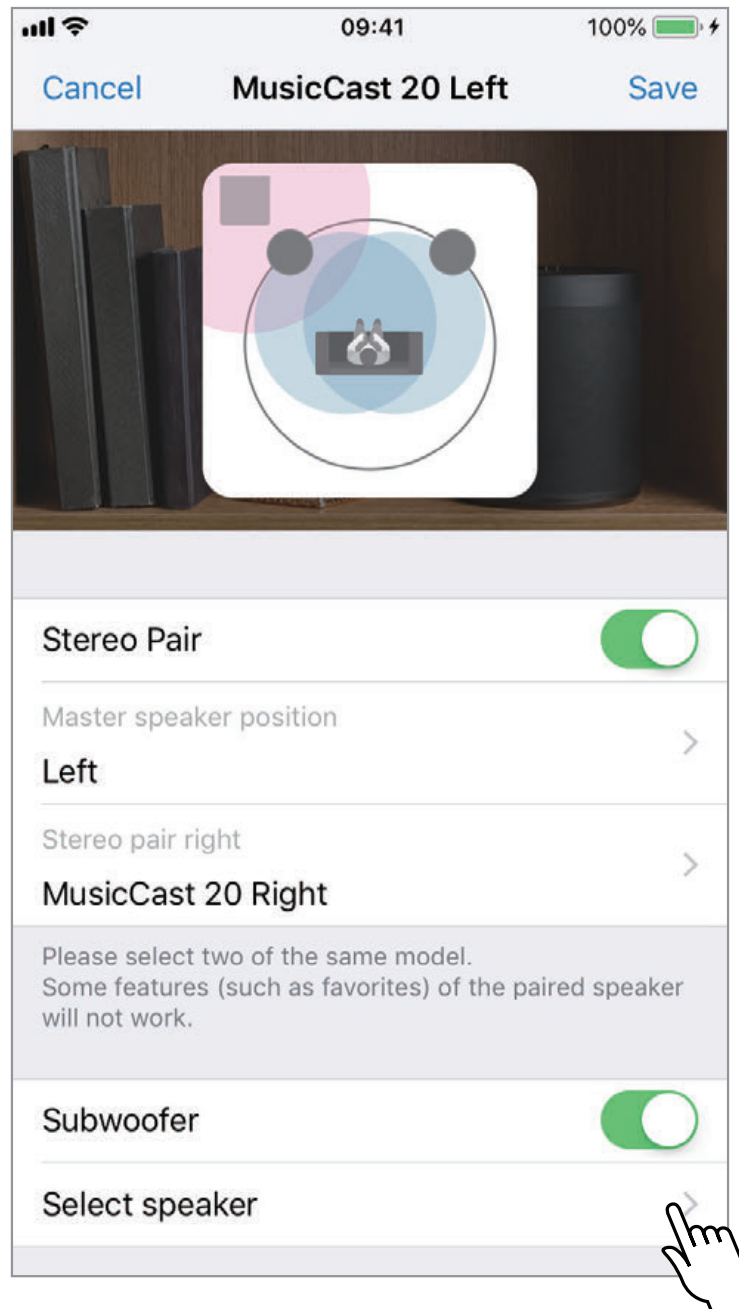 09:41
100%
Cancel
MusicCast 20 Left
Save
Stereo Pair
Master speaker position
Left
Stereo pair right
MusicCast 20 Right
Please select two of the same model.
Some features (such as favorites) of the paired speaker
will not work.
Subwoofer
Select speaker